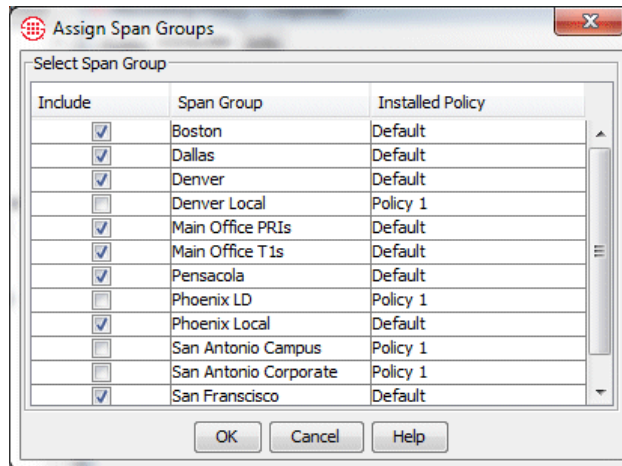 Assign Span Groups
Select Span Group
Include Span Group Installed Policy
Boston Default
Dallas Default
Denver Default
Denver Local Policy 1
Main Office PRIs Default
Main Office T1s Default
Pensacola Default
Phoenix LD Policy 1
Phoenix Local Default
San Antonio Campus Policy 1
San Antonio Corporate Policy 1
San Franscisco Default
OK Cancel Help